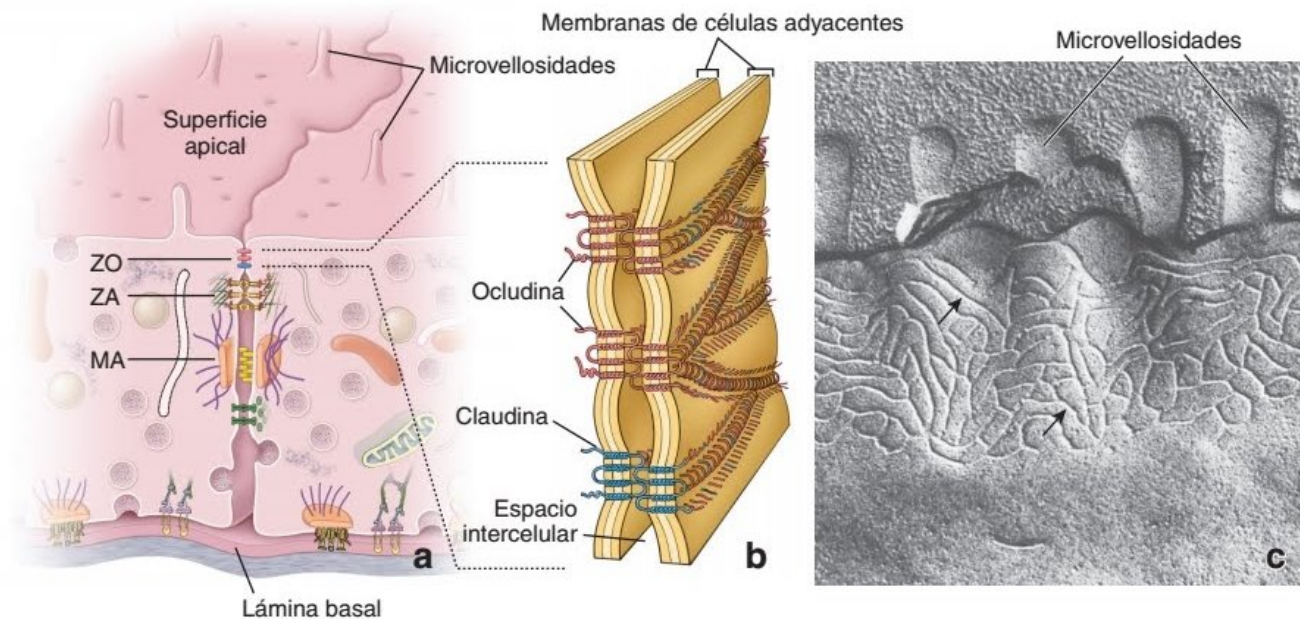 Membranas de células adyacentes
Microvellosidades
Superficie
apical
ZO
ZA
MA
Lámina basal
a
Ocludina
Claudina
Espacio
intercelular
b
Microvellosidades
c